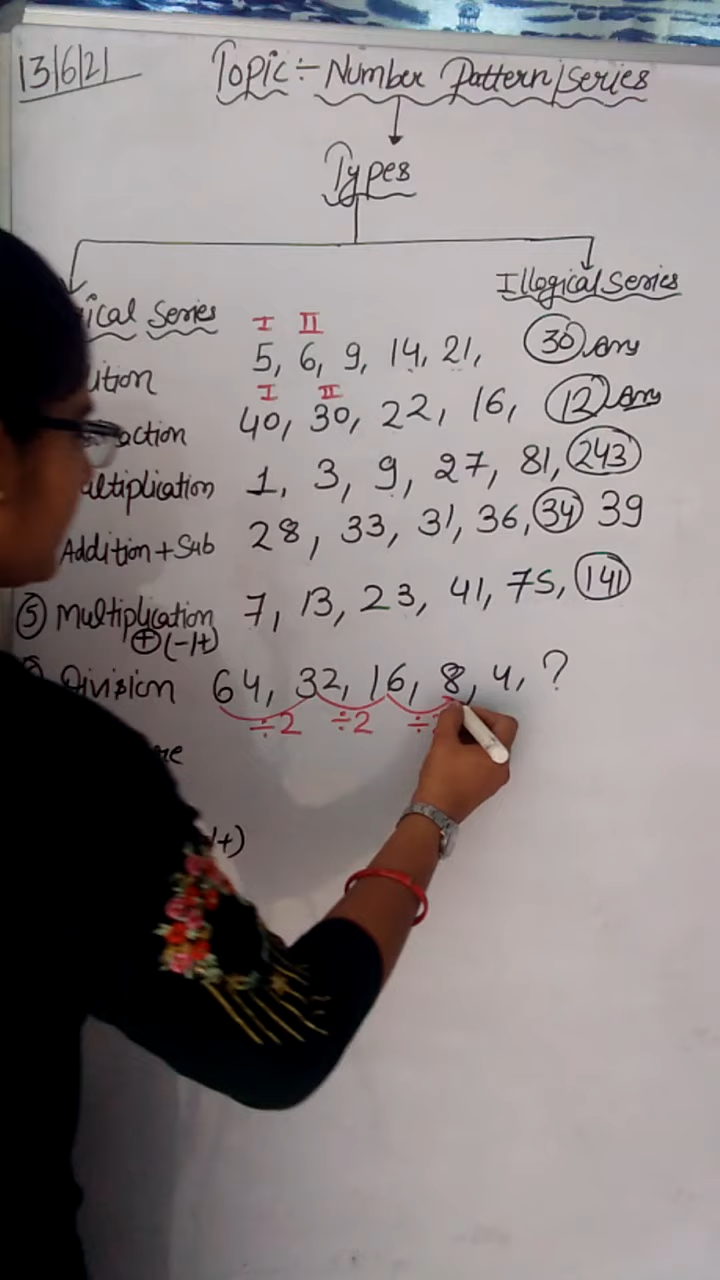 13/6/21
Topic:- Number Pattern/Series
Types
ical Series
Illogical Series
I II
ition 5, 6, 9, 14, 21, 30 Ans
I II
action 40, 30, 22, 16, 12 Ans
ultiplication 1, 3, 9, 27, 81, 243
Addition+Sub 28, 33, 31, 36, 34 39
5 Multiplication 7, 13, 23, 41, 75, 141
+(-/+)
Division 64, 32, 16, 8, 4, ?
÷2 ÷2 ÷2
re
/+)